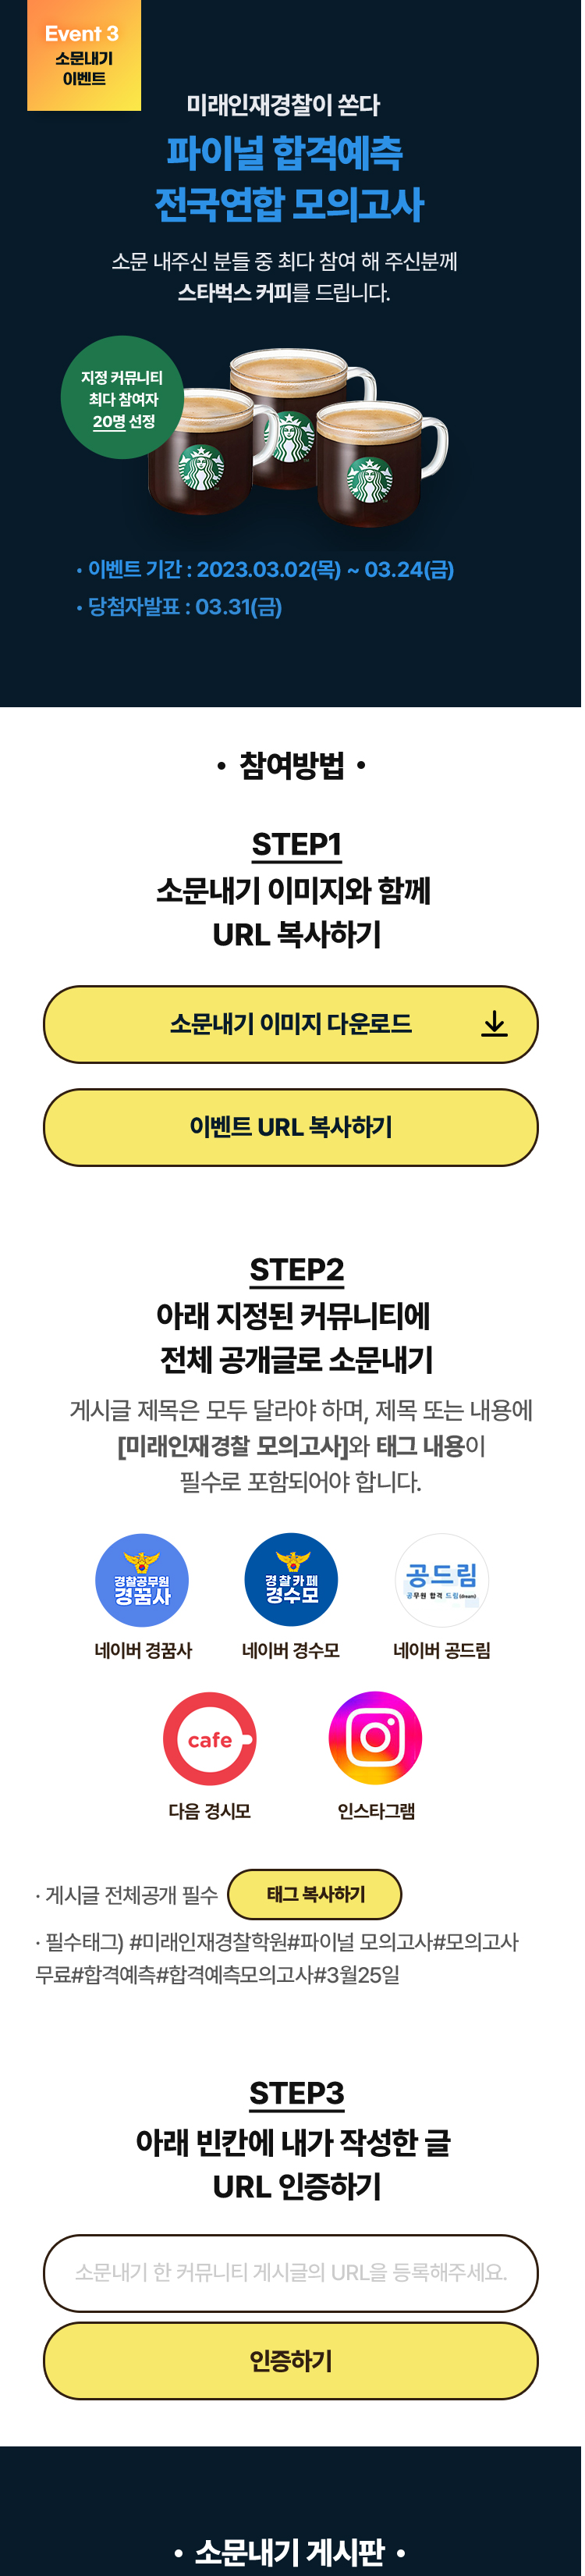 Event 3
소문내기
이벤트
미래인재경찰이 쏜다
파이널 합격예측
전국연합 모의고사
소문 내주신 분들 중 최다 참여 해 주신분께
스타벅스 커피를 드립니다.
지정 커뮤니티
최다 참여자
20명 선정
· 이벤트 기간 : 2023.03.02(목) ~ 03.24(금)
· 당첨자발표 : 03.31(금)
• 참여방법 •
STEP1
소문내기 이미지와 함께
URL 복사하기
소문내기 이미지 다운로드
이벤트 URL 복사하기
STEP2
아래 지정된 커뮤니티에
전체 공개글로 소문내기
게시글 제목은 모두 달라야 하며, 제목 또는 내용에
[미래인재경찰 모의고사]와 태그 내용이
필수로 포함되어야 합니다.
경찰공무원
경꿈사
경찰카페
경수모
공드림
공무원 합격 드림(dream)
네이버 경꿈사
네이버 경수모
네이버 공드림
cafe
다음 경시모
인스타그램
· 게시글 전체공개 필수
태그 복사하기
· 필수태그) #미래인재경찰학원#파이널 모의고사#모의고사
무료#합격예측#합격예측모의고사#3월25일
STEP3
아래 빈칸에 내가 작성한 글
URL 인증하기
소문내기 한 커뮤니티 게시글의 URL을 등록해주세요.
인증하기
• 소문내기 게시판 •